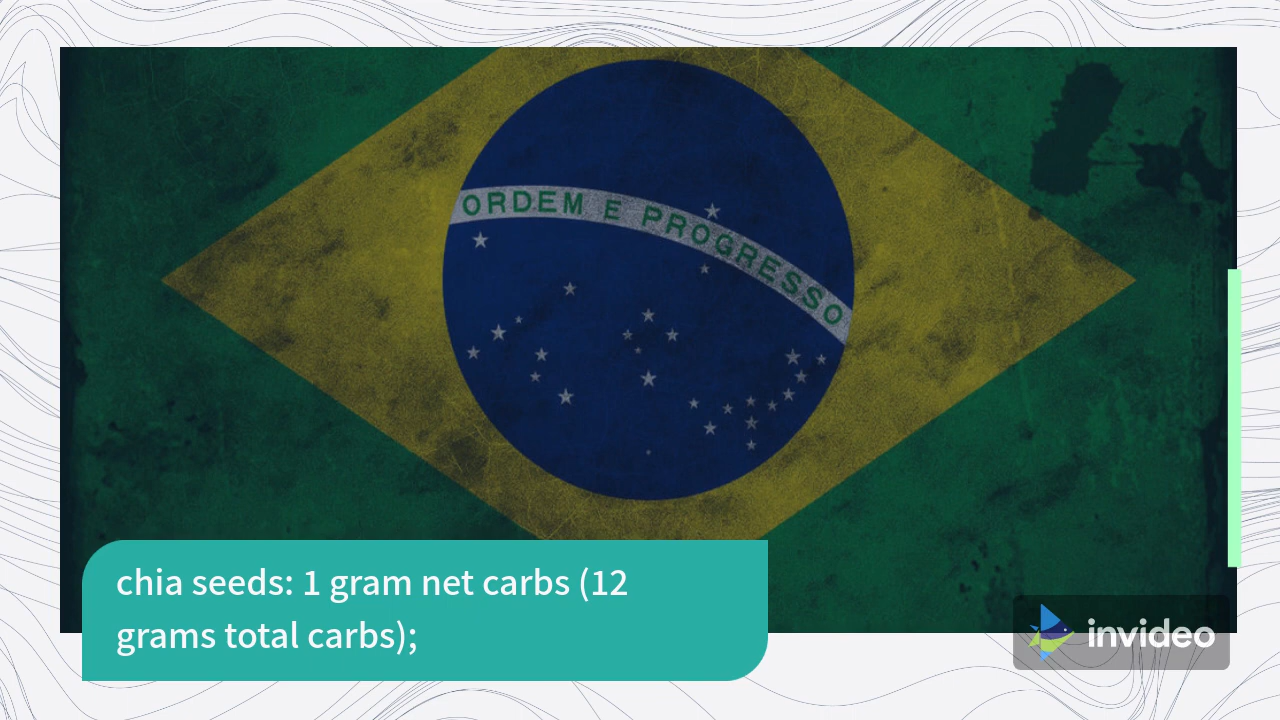 ORDEM E PROGRESSO
chia seeds: 1 gram net carbs (12
grams total carbs);
invideo